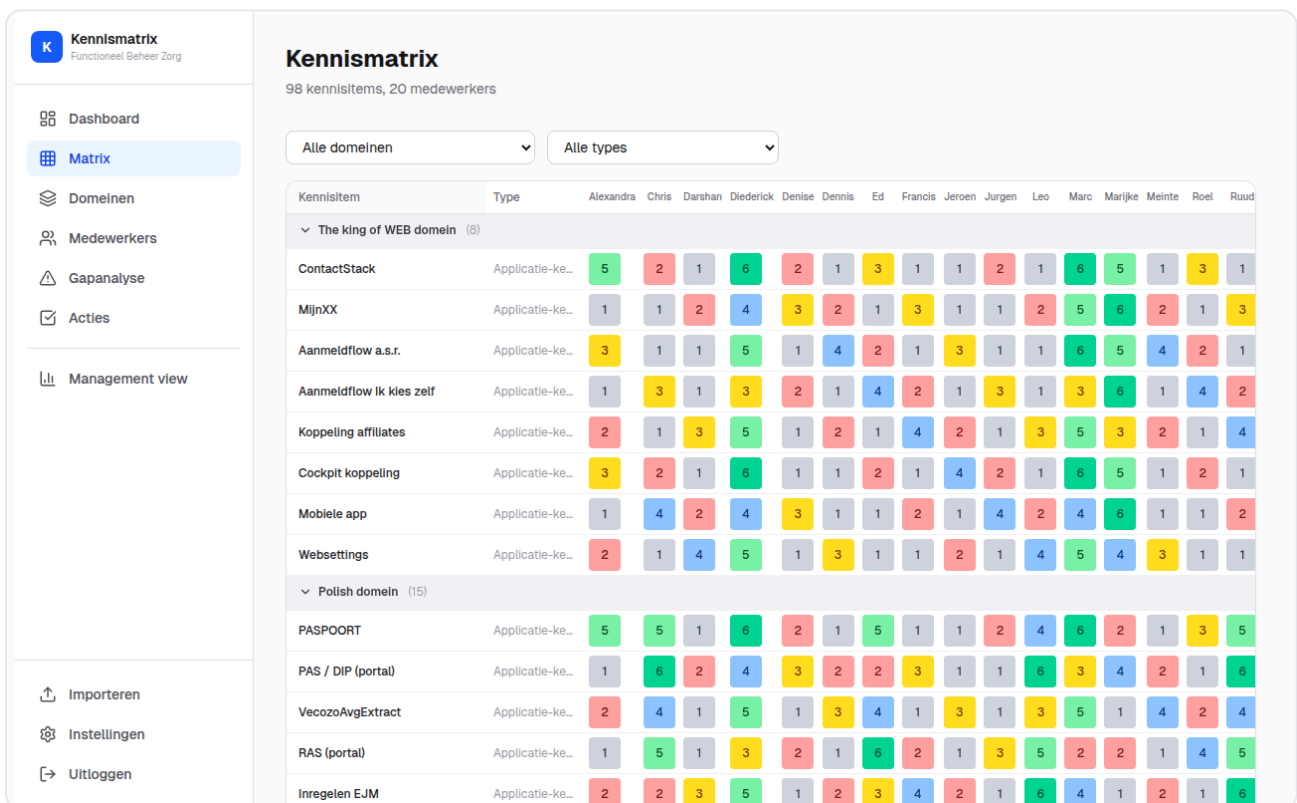 K
Kennismatrix
Functioneel Beheer Zorg
Dashboard
Matrix
Domeinen
Medewerkers
Gapanalyse
Acties
Management view
Importeren
Instellingen
Uitloggen
Kennismatrix
98 kennisitems, 20 medewerkers
Alle domeinen Alle types
Kennisitem Type Alexandra Chris Darshan Diederick Denise Dennis Ed Francis Jeroen Jurgen Leo Marc Marijke Meinte Roel Ruud
The king of WEB domein (8)
ContactStack Applicatie-ke... 5 2 1 6 2 1 3 1 1 2 1 6 5 1 3 1
MijnXX Applicatie-ke... 1 1 2 4 3 2 1 3 1 1 2 5 6 2 1 3
Aanmeldflow a.s.r. Applicatie-ke... 3 1 1 5 1 4 2 1 3 1 1 6 5 4 2 1
Aanmeldflow Ik kies zelf Applicatie-ke... 1 3 1 3 2 1 4 2 1 3 1 3 6 1 4 2
Koppeling affiliates Applicatie-ke... 2 1 3 5 1 2 1 4 2 1 3 5 3 2 1 4
Cockpit koppeling Applicatie-ke... 3 2 1 6 1 1 2 1 4 2 1 6 5 1 2 1
Mobiele app Applicatie-ke... 1 4 2 4 3 1 1 2 1 4 2 4 6 1 1 2
Websettings Applicatie-ke... 2 1 4 5 1 3 1 1 2 1 4 5 4 3 1 1
Polish domein (15)
PASPOORT Applicatie-ke... 5 5 1 6 2 1 5 1 1 2 4 6 2 1 3 5
PAS / DIP (portal) Applicatie-ke... 1 6 2 4 3 2 2 3 1 1 6 3 4 2 1 6
VecozoAvgExtract Applicatie-ke... 2 4 1 5 1 3 4 1 3 1 3 5 1 4 2 4
RAS (portal) Applicatie-ke... 1 5 1 3 2 1 6 2 1 3 5 2 2 1 4 5
Inregelen EJM Applicatie-ke... 2 2 3 5 1 2 3 4 2 1 6 4 1 2 1 6